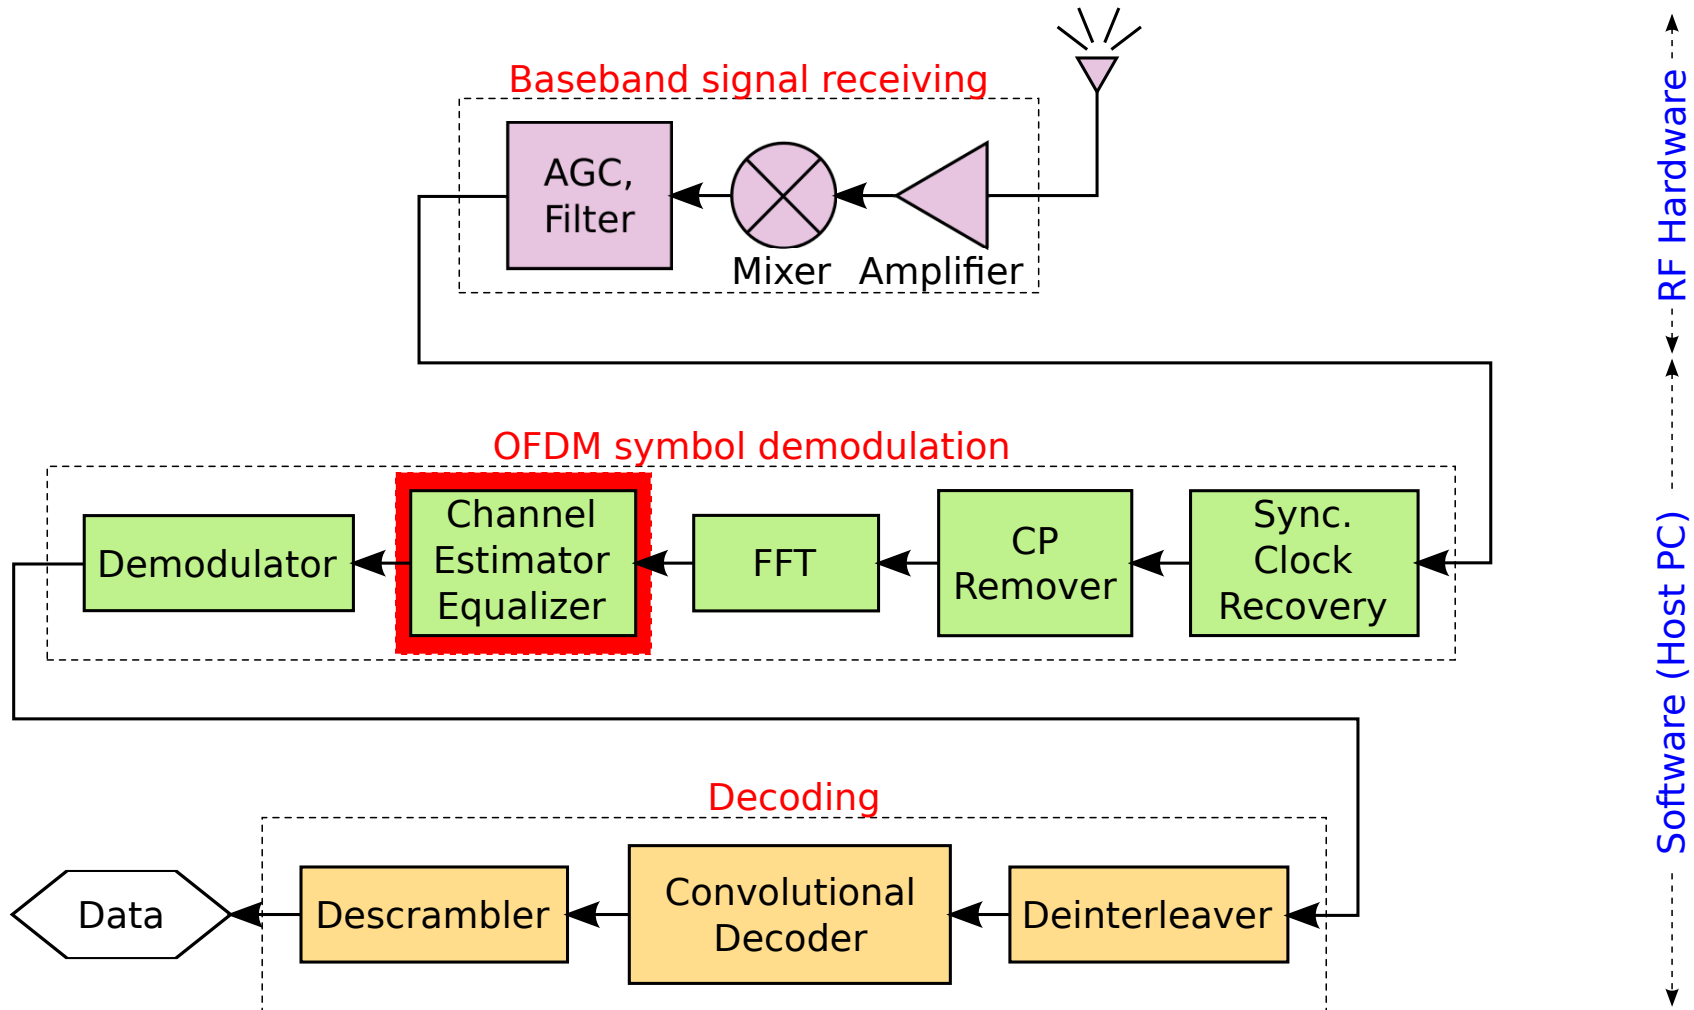 Baseband signal receiving
AGC,
Filter
Mixer
Amplifier
RF Hardware
OFDM symbol demodulation
Demodulator
Channel
Estimator
Equalizer
FFT
CP
Remover
Sync.
Clock
Recovery
Software (Host PC)
Decoding
Data
Descrambler
Convolutional
Decoder
Deinterleaver